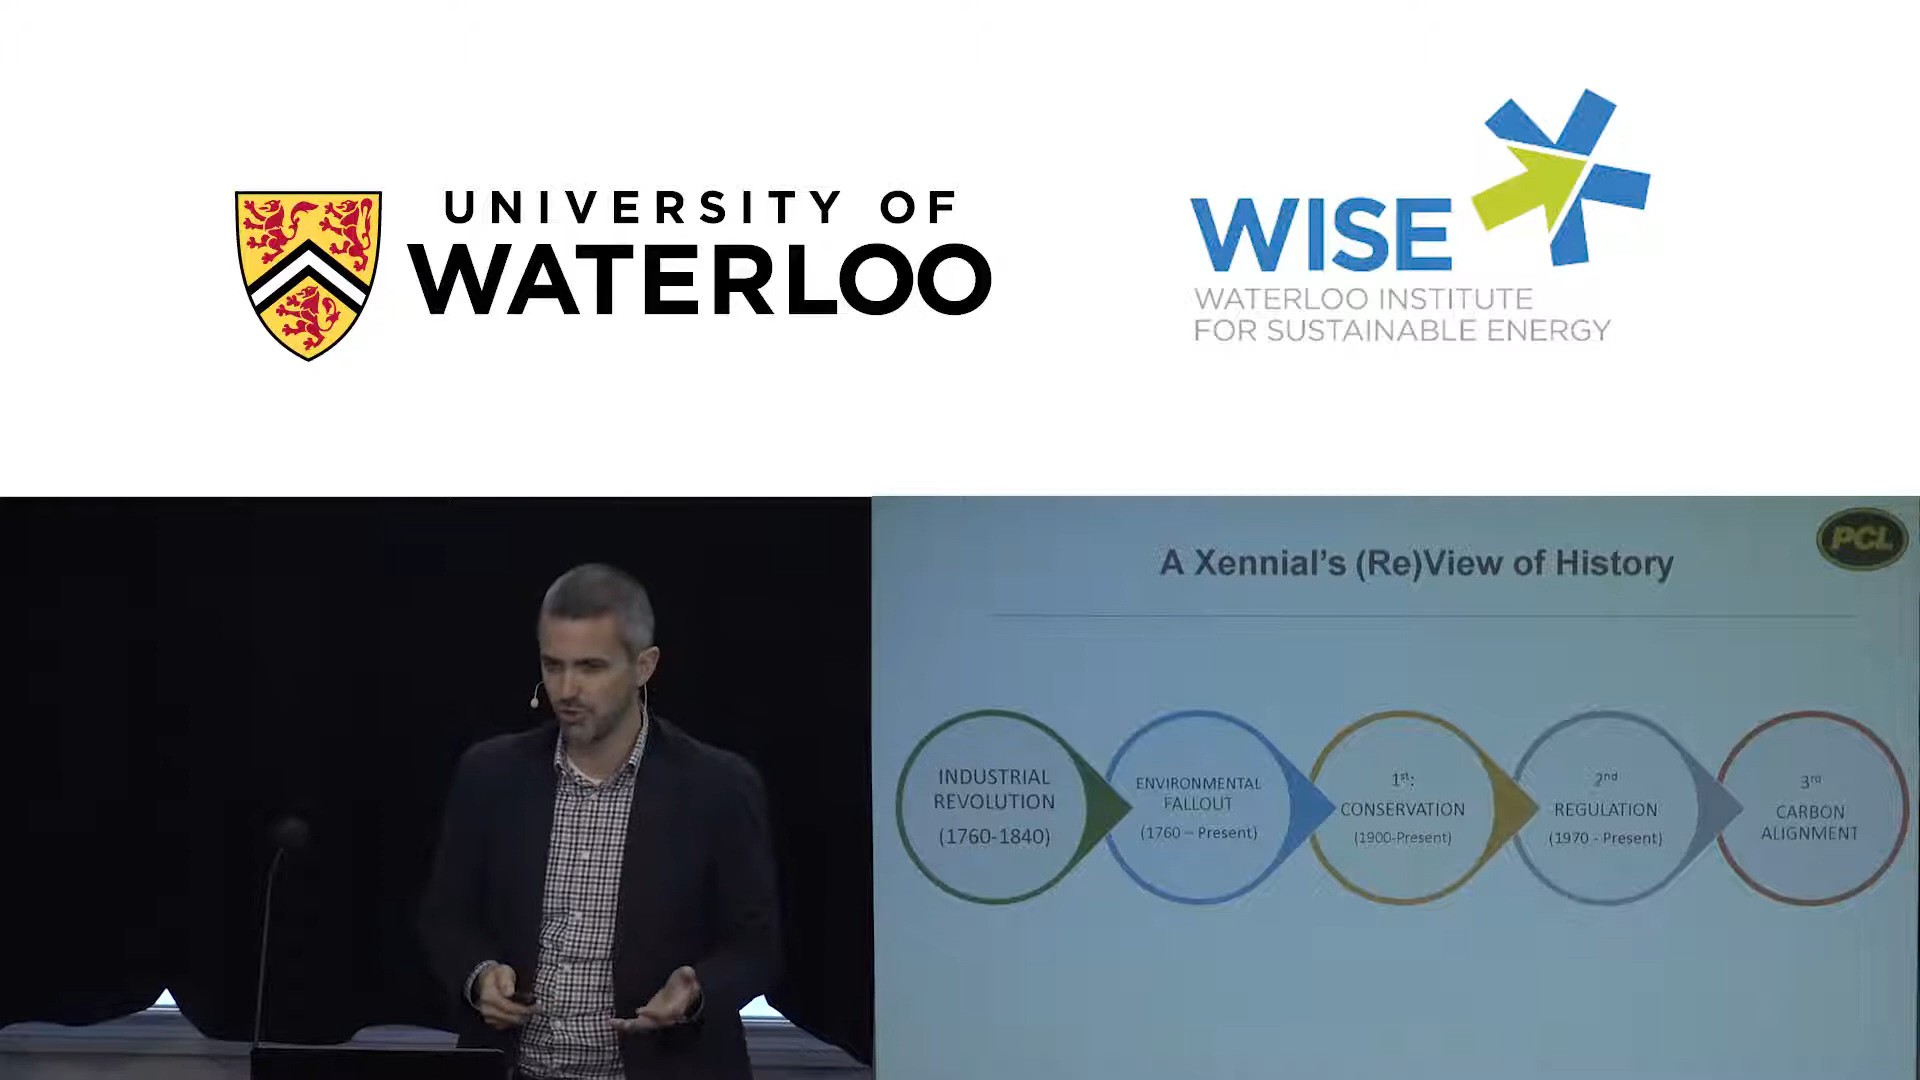 UNIVERSITY OF
WATERLOO
WISE
WATERLOO INSTITUTE
FOR SUSTAINABLE ENERGY
PCL
A Xennial's (Re)View of History
INDUSTRIAL
REVOLUTION
(1760-1840)
ENVIRONMENTAL
FALLOUT
(1760 – Present)
1st:
CONSERVATION
(1900-Present)
2nd
REGULATION
(1970 - Present)
3rd
CARBON
ALIGNMENT